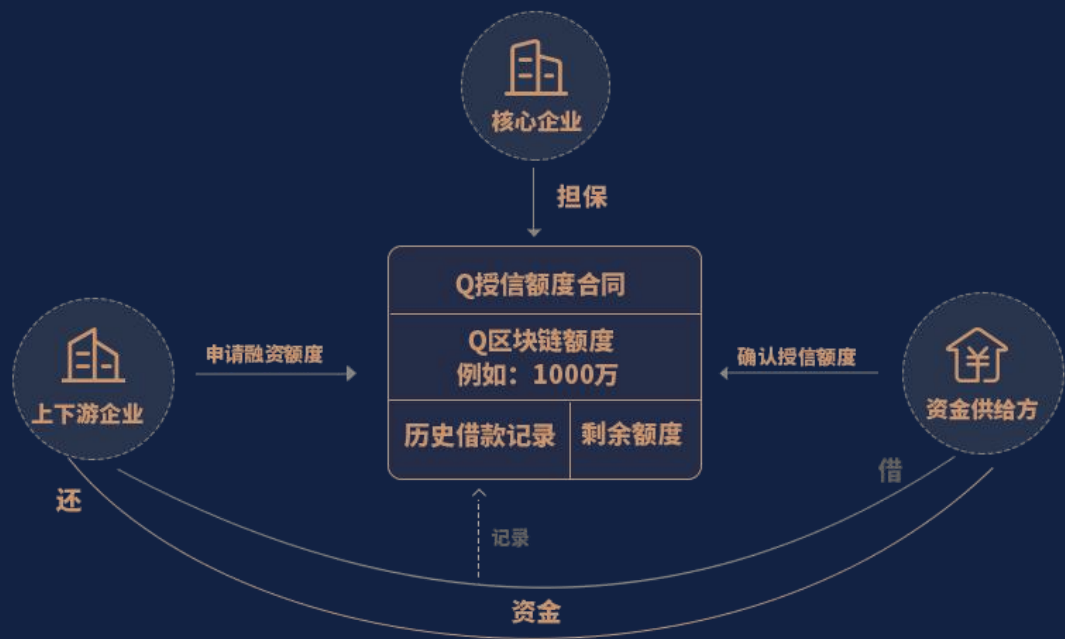 核心企业
担保
Q授信额度合同
Q区块链额度
例如：1000万
历史借款记录
剩余额度
申请融资额度
上下游企业
确认授信额度
资金供给方
还
借
记录
资金